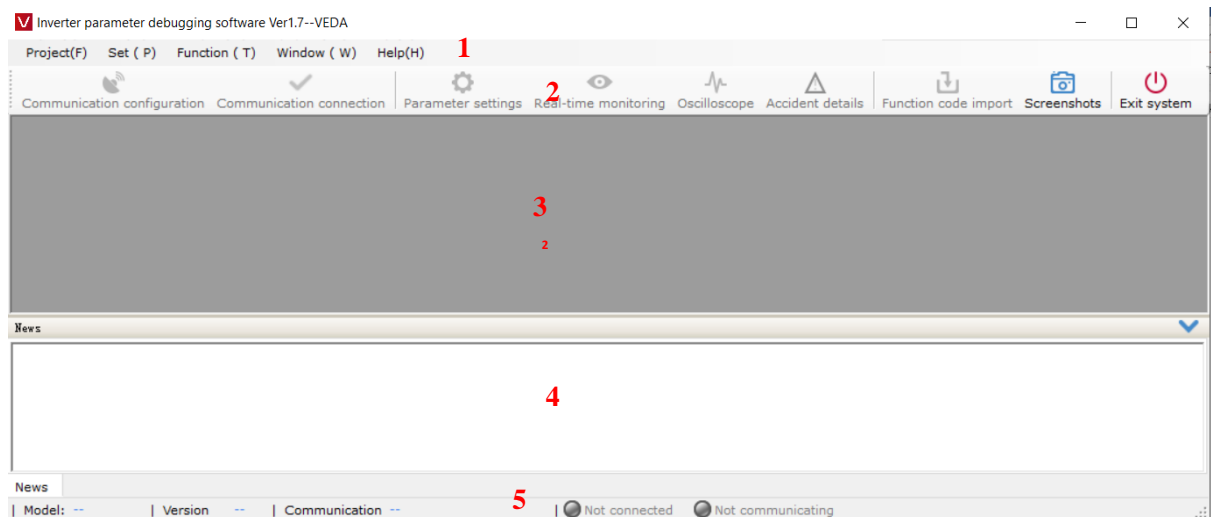 Inverter parameter debugging software Ver1.7--VEDA
Project(F) Set ( P) Function ( T) Window ( W) Help(H) 1
Communication configuration Communication connection Parameter settings Real-time monitoring Oscilloscope Accident details Function code import Screenshots Exit system
2
3
2
News
4
News
5
| Model: -- | Version -- | Communication -- | Not connected Not communicating